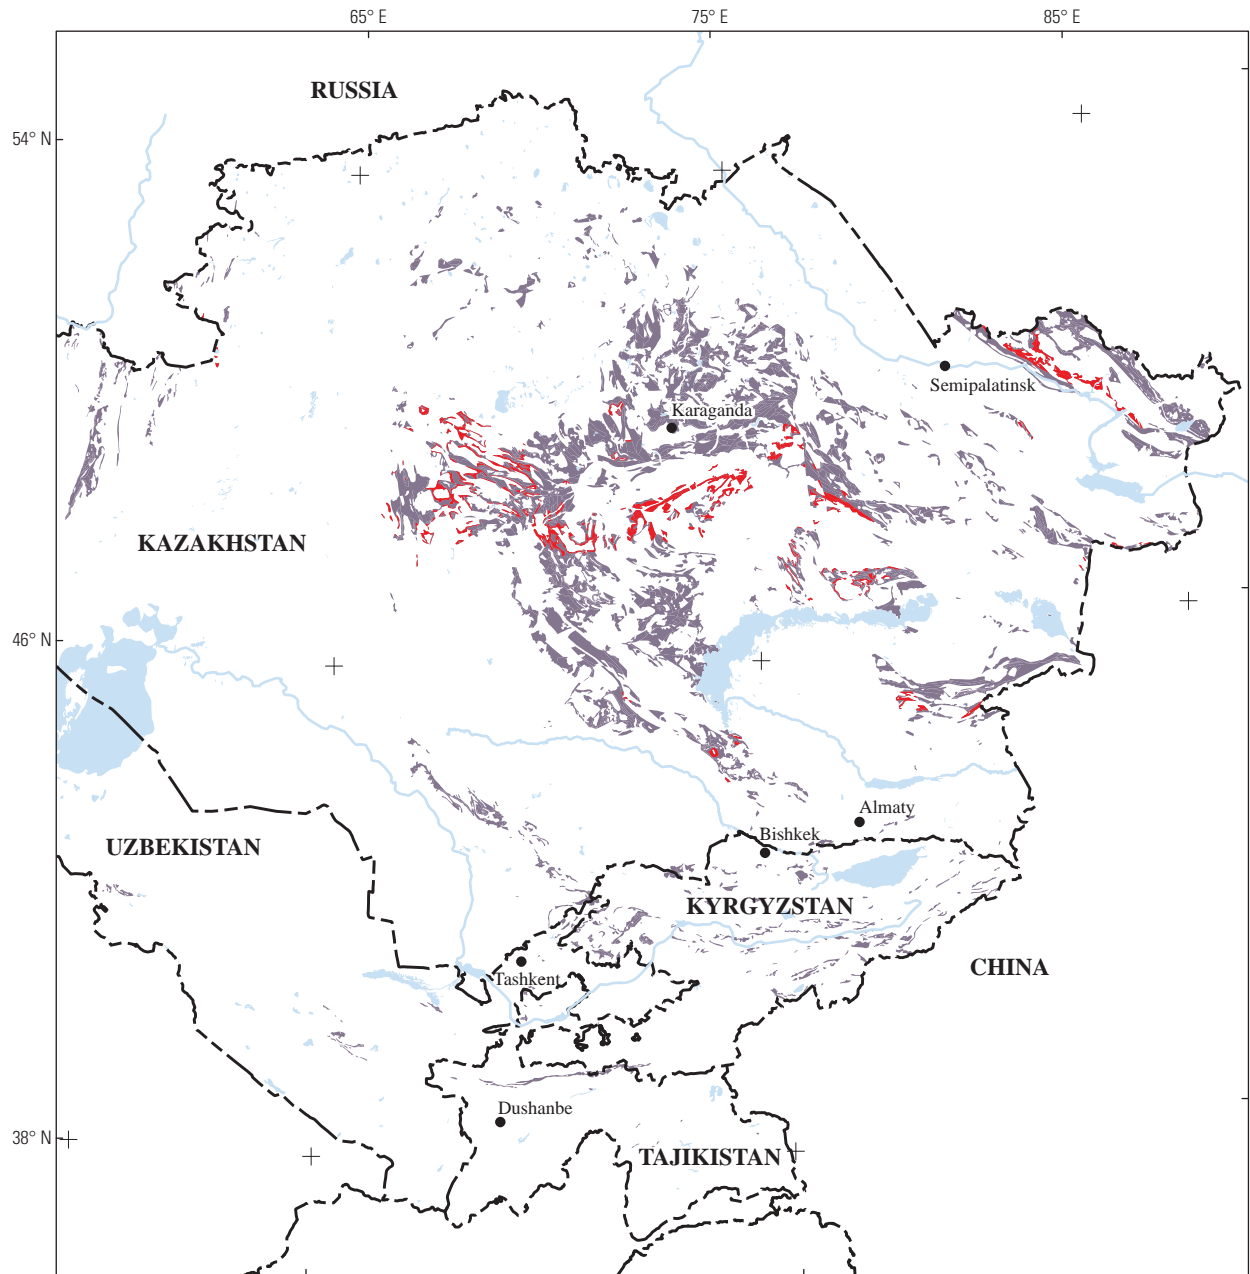 65° E
75° E
85° E
RUSSIA
54° N
Semipalatinsk
Karaganda
KAZAKHSTAN
46° N
Almaty
Bishkek
UZBEKISTAN
KYRGYZSTAN
CHINA
Tashkent
Dushanbe
38° N
TAJIKISTAN